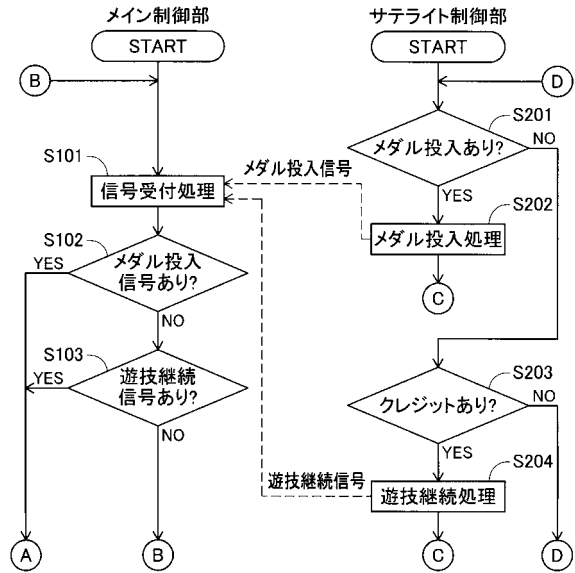 メイン制御部
サテライト制御部
START
START
B
D
S201
メダル投入あり?
NO
YES
S101
信号受付処理
メダル投入信号
S202
メダル投入処理
C
S102
メダル投入
信号あり?
YES
NO
S103
遊技継続
信号あり?
YES
NO
S203
クレジットあり?
NO
YES
遊技継続信号
S204
遊技継続処理
A
B
C
D